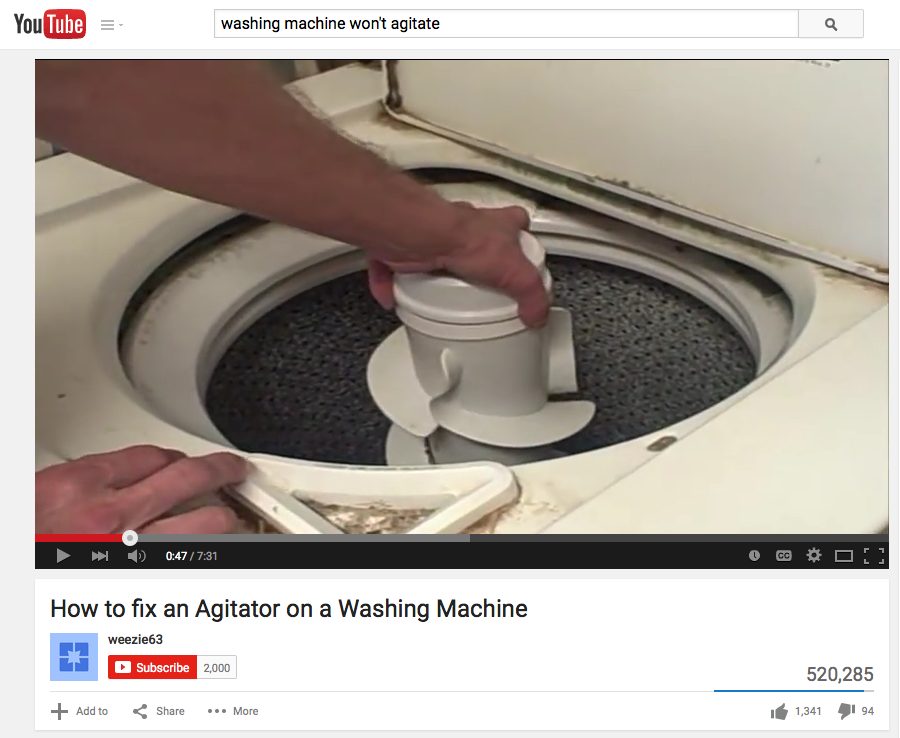 YouTube
washing machine won't agitate
0:47 / 7:31
CC
How to fix an Agitator on a Washing Machine
weezie63
Subscribe 2,000
520,285
Add to Share More 1,341 94